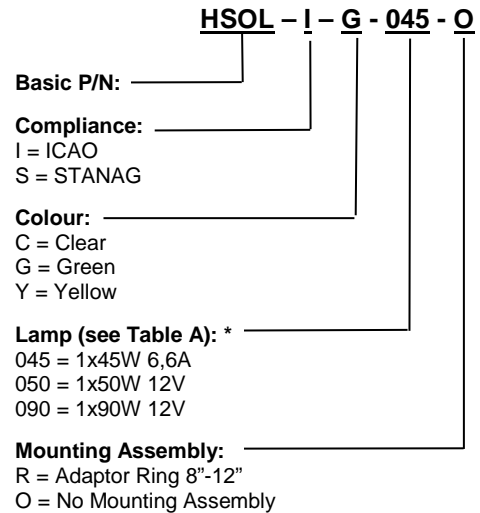 HSOL – I – G - 045 - O
Basic P/N:
Compliance:
I = ICAO
S = STANAG
Colour:
C = Clear
G = Green
Y = Yellow
Lamp (see Table A): *
045 = 1x45W 6,6A
050 = 1x50W 12V
090 = 1x90W 12V
Mounting Assembly:
R = Adaptor Ring 8”-12”
O = No Mounting Assembly